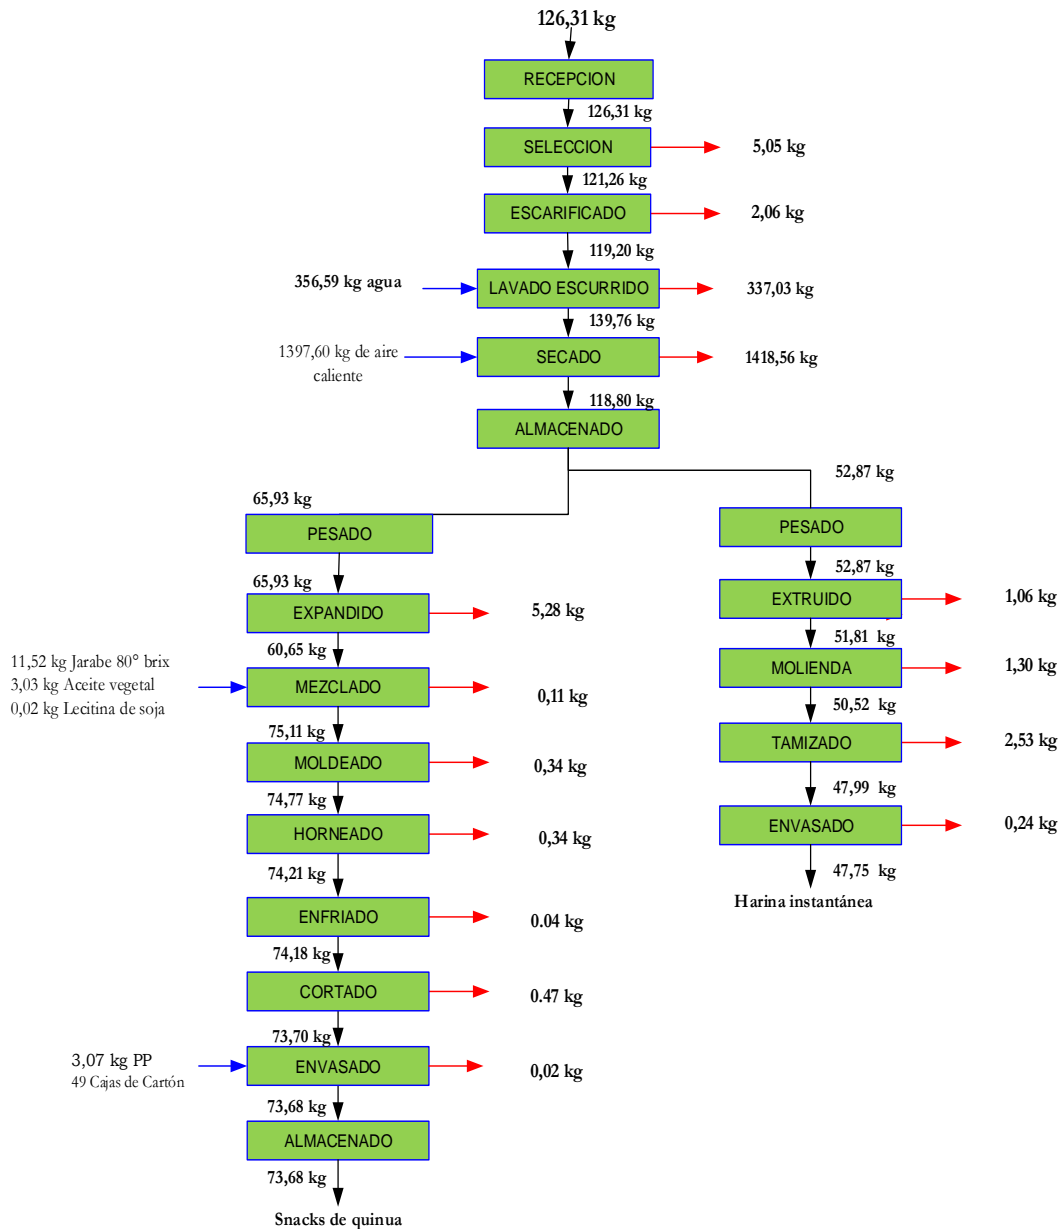 126,31 kg
RECEPCION
126,31 kg
SELECCION
5,05 kg
121,26 kg
ESCARIFICADO
2,06 kg
119,20 kg
356,59 kg agua
LAVADO ESCURRIDO
337,03 kg
139,76 kg
1397,60 kg de aire
caliente
SECADO
1418,56 kg
118,80 kg
ALMACENADO
65,93 kg
PESADO
65,93 kg
EXPANDIDO
5,28 kg
60,65 kg
11,52 kg Jarabe 80° brix
3,03 kg Aceite vegetal
0,02 kg Lecitina de soja
MEZCLADO
0,11 kg
75,11 kg
MOLDEADO
0,34 kg
74,77 kg
HORNEADO
0,34 kg
74,21 kg
ENFRIADO
0.04 kg
74,18 kg
CORTADO
0.47 kg
73,70 kg
3,07 kg PP
49 Cajas de Cartón
ENVASADO
0,02 kg
73,68 kg
ALMACENADO
73,68 kg
Snacks de quinua
52,87 kg
PESADO
52,87 kg
EXTRUIDO
1,06 kg
51,81 kg
MOLIENDA
1,30 kg
50,52 kg
TAMIZADO
2,53 kg
47,99 kg
ENVASADO
0,24 kg
47,75 kg
Harina instantánea